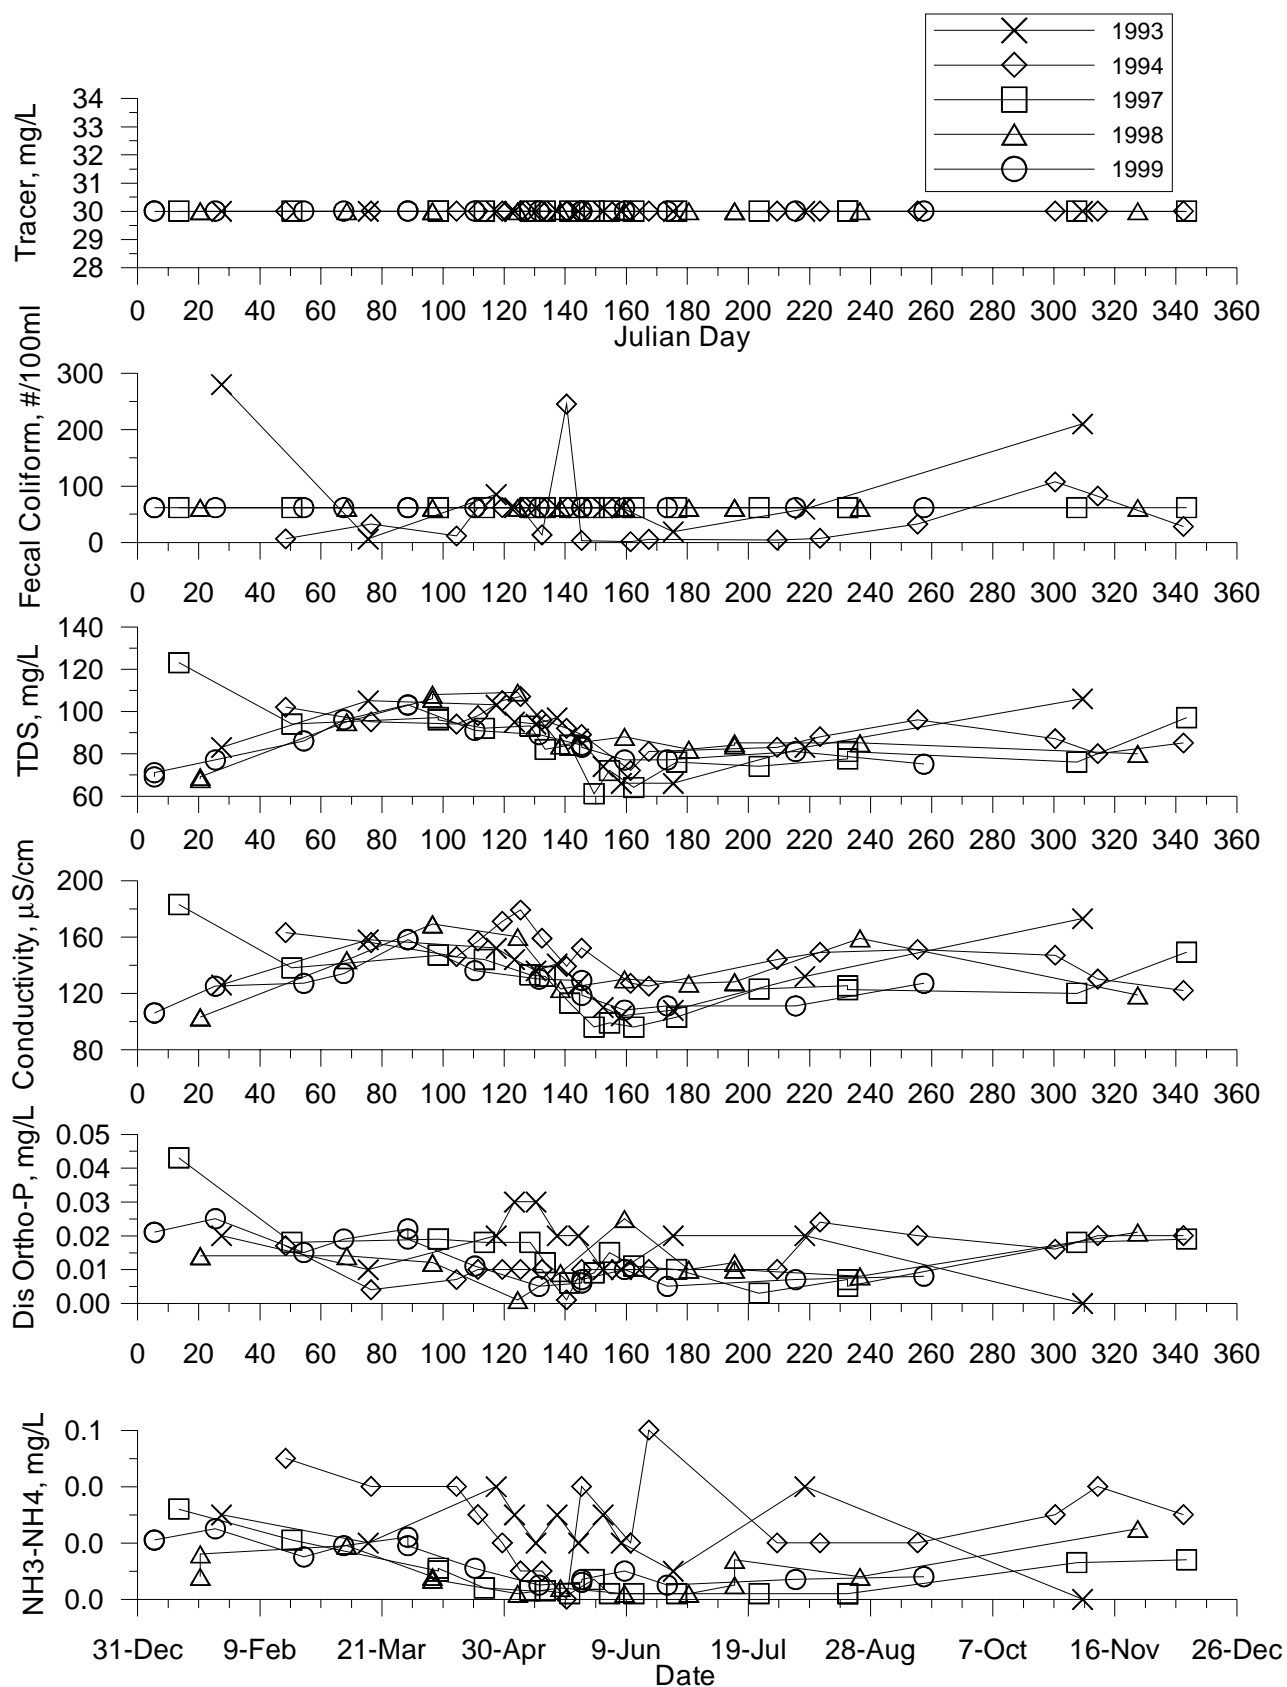 1993
1994
1997
1998
1999
Tracer, mg/L
34
33
32
31
30
29
28
0 20 40 60 80 100 120 140 160 180 200 220 240 260 280 300 320 340 360
Julian Day
Fecal Coliform, #/100ml
300
200
100
0
0 20 40 60 80 100 120 140 160 180 200 220 240 260 280 300 320 340 360
TDS, mg/L
140
120
100
80
60
0 20 40 60 80 100 120 140 160 180 200 220 240 260 280 300 320 340 360
Conductivity, µS/cm
200
160
120
80
0 20 40 60 80 100 120 140 160 180 200 220 240 260 280 300 320 340 360
Dis Ortho-P, mg/L
0.05
0.04
0.03
0.02
0.01
0.00
0 20 40 60 80 100 120 140 160 180 200 220 240 260 280 300 320 340 360
NH3-NH4, mg/L
0.1
0.0
0.0
0.0
31-Dec 9-Feb 21-Mar 30-Apr 9-Jun 19-Jul 28-Aug 7-Oct 16-Nov 26-Dec
Date